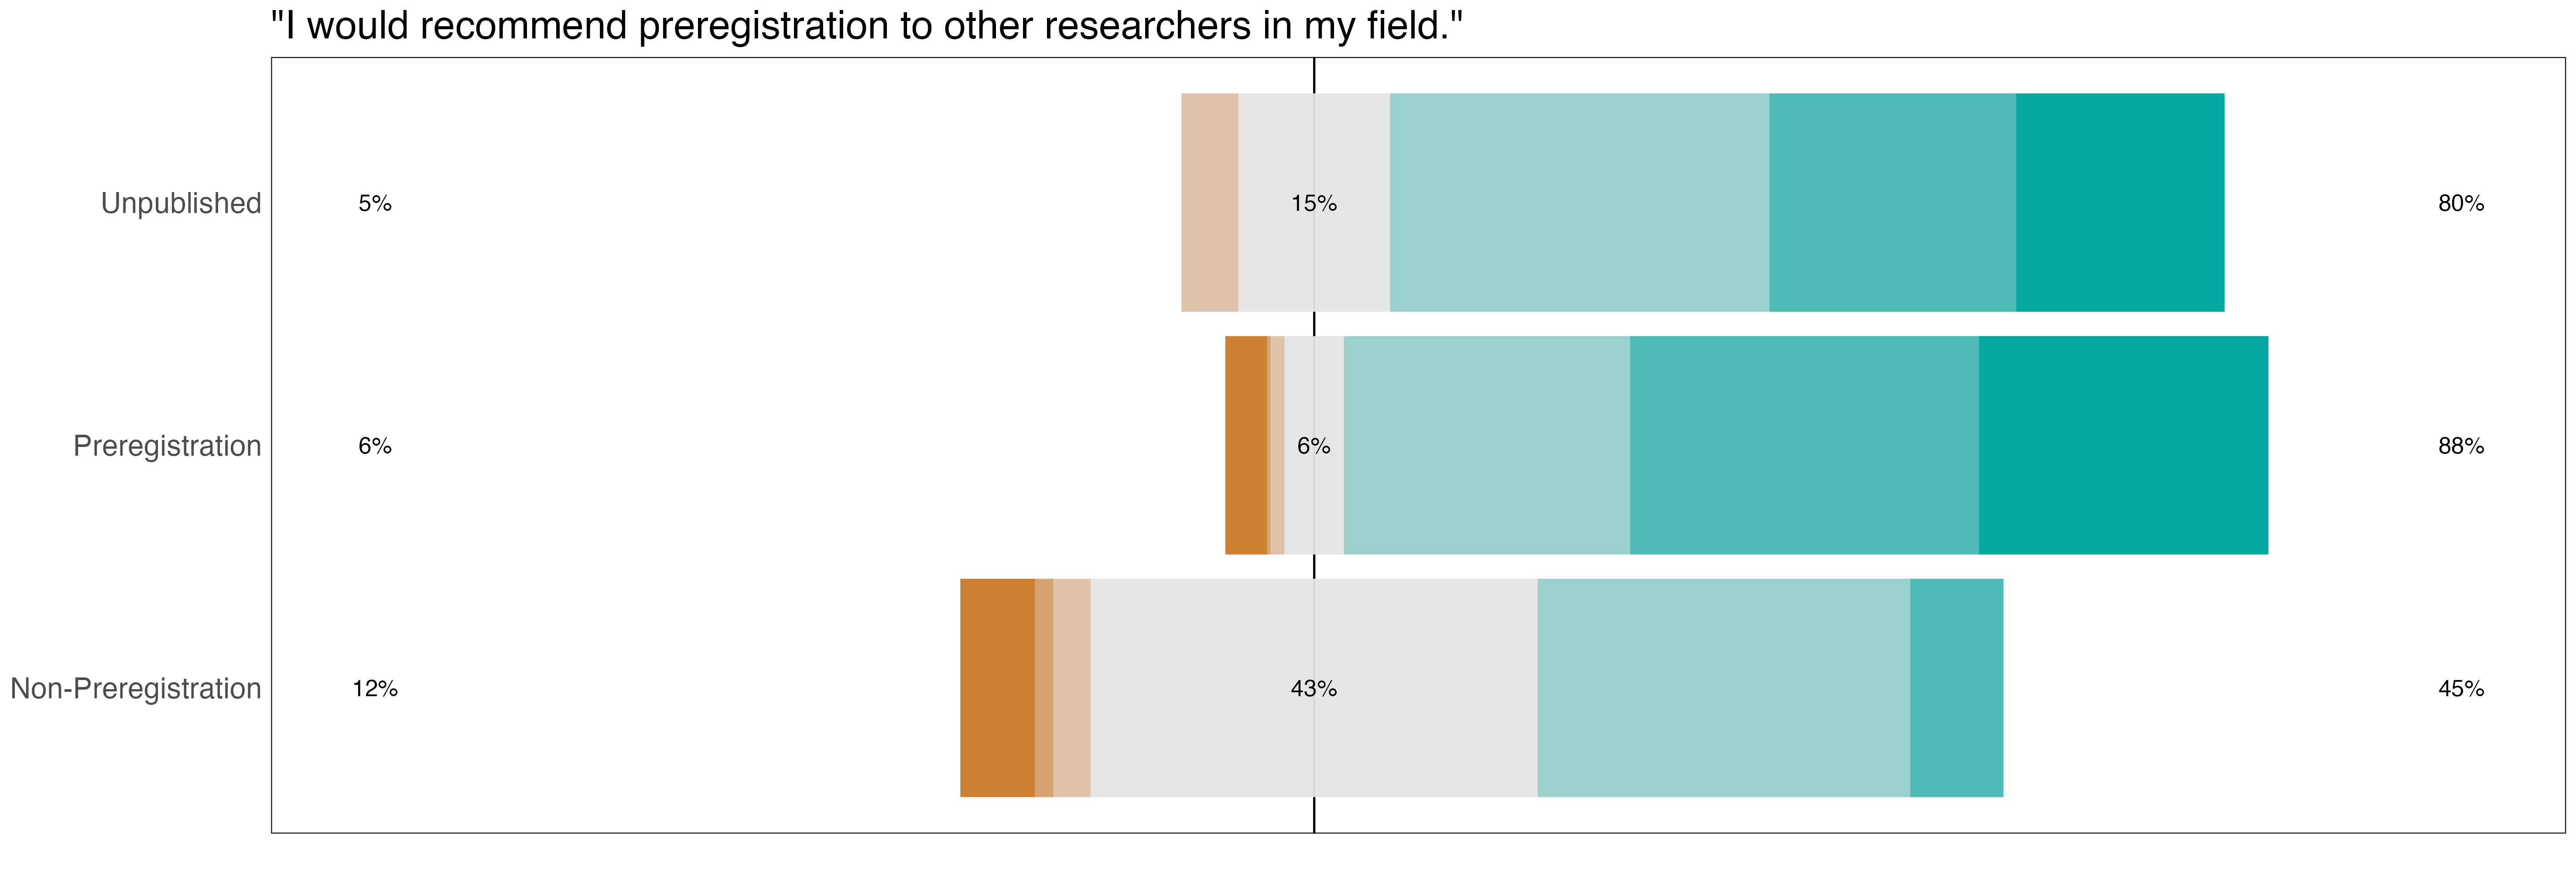 "I would recommend preregistration to other researchers in my field."
Unpublished 5% 15% 80%
Preregistration 6% 6% 88%
Non-Preregistration 12% 43% 45%